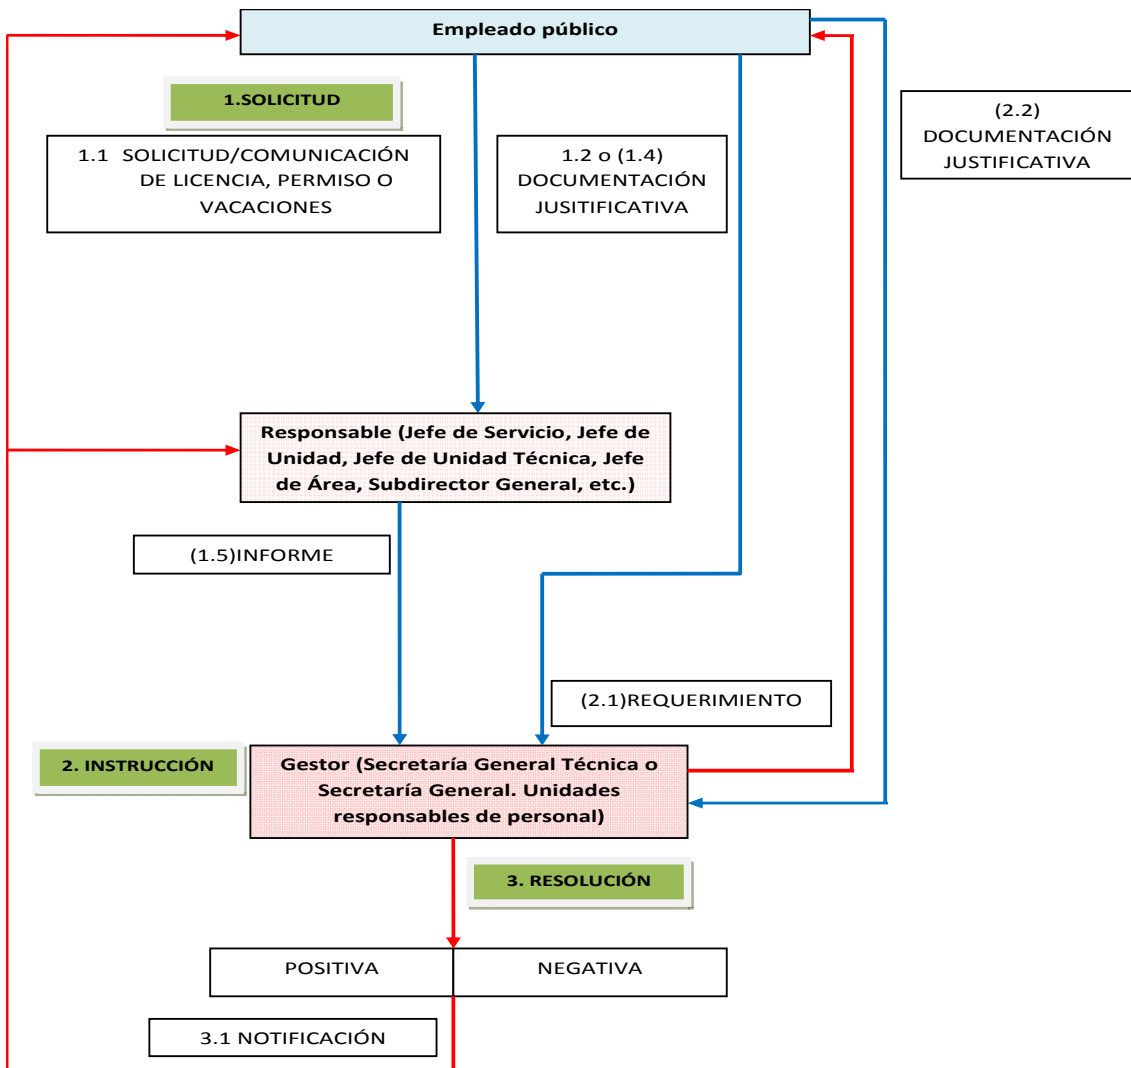 Empleado público
1.SOLICITUD
1.1 SOLICITUD/COMUNICACIÓN
DE LICENCIA, PERMISO O
VACACIONES
1.2 o (1.4)
DOCUMENTACIÓN
JUSITIFICATIVA
(2.2)
DOCUMENTACIÓN
JUSTIFICATIVA
Responsable (Jefe de Servicio, Jefe de
Unidad, Jefe de Unidad Técnica, Jefe
de Área, Subdirector General, etc.)
(1.5)INFORME
(2.1)REQUERIMIENTO
2. INSTRUCCIÓN
Gestor (Secretaría General Técnica o
Secretaría General. Unidades
responsables de personal)
3. RESOLUCIÓN
POSITIVA
NEGATIVA
3.1 NOTIFICACIÓN